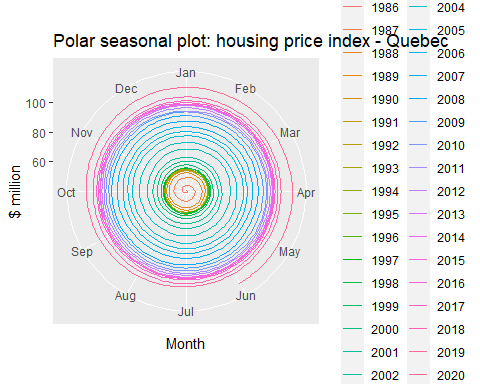 Polar seasonal plot: housing price index - Quebec
Jan
Feb
Mar
Apr
May
Jun
Jul
Aug
Sep
Oct
Nov
Dec
100
80
60
$ million
Month
1986
1987
1988
1989
1990
1991
1992
1993
1994
1995
1996
1997
1998
1999
2000
2001
2002
2004
2005
2006
2007
2008
2009
2010
2012
2013
2014
2015
2016
2017
2018
2019
2020